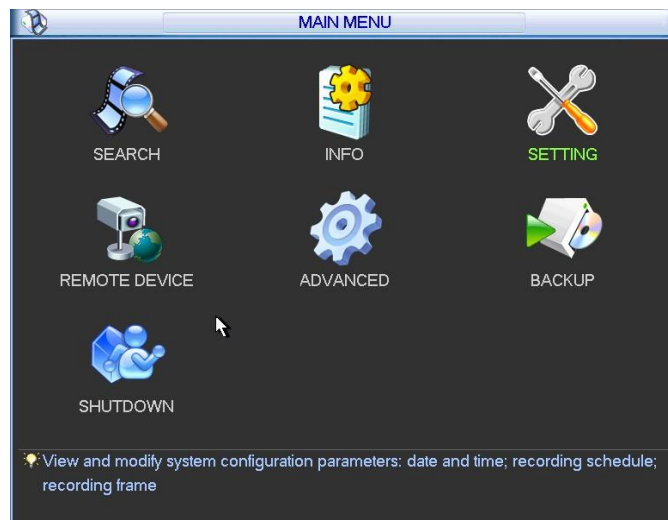 MAIN MENU
SEARCH
INFO
SETTING
REMOTE DEVICE
ADVANCED
BACKUP
SHUTDOWN
View and modify system configuration parameters: date and time; recording schedule;
recording frame